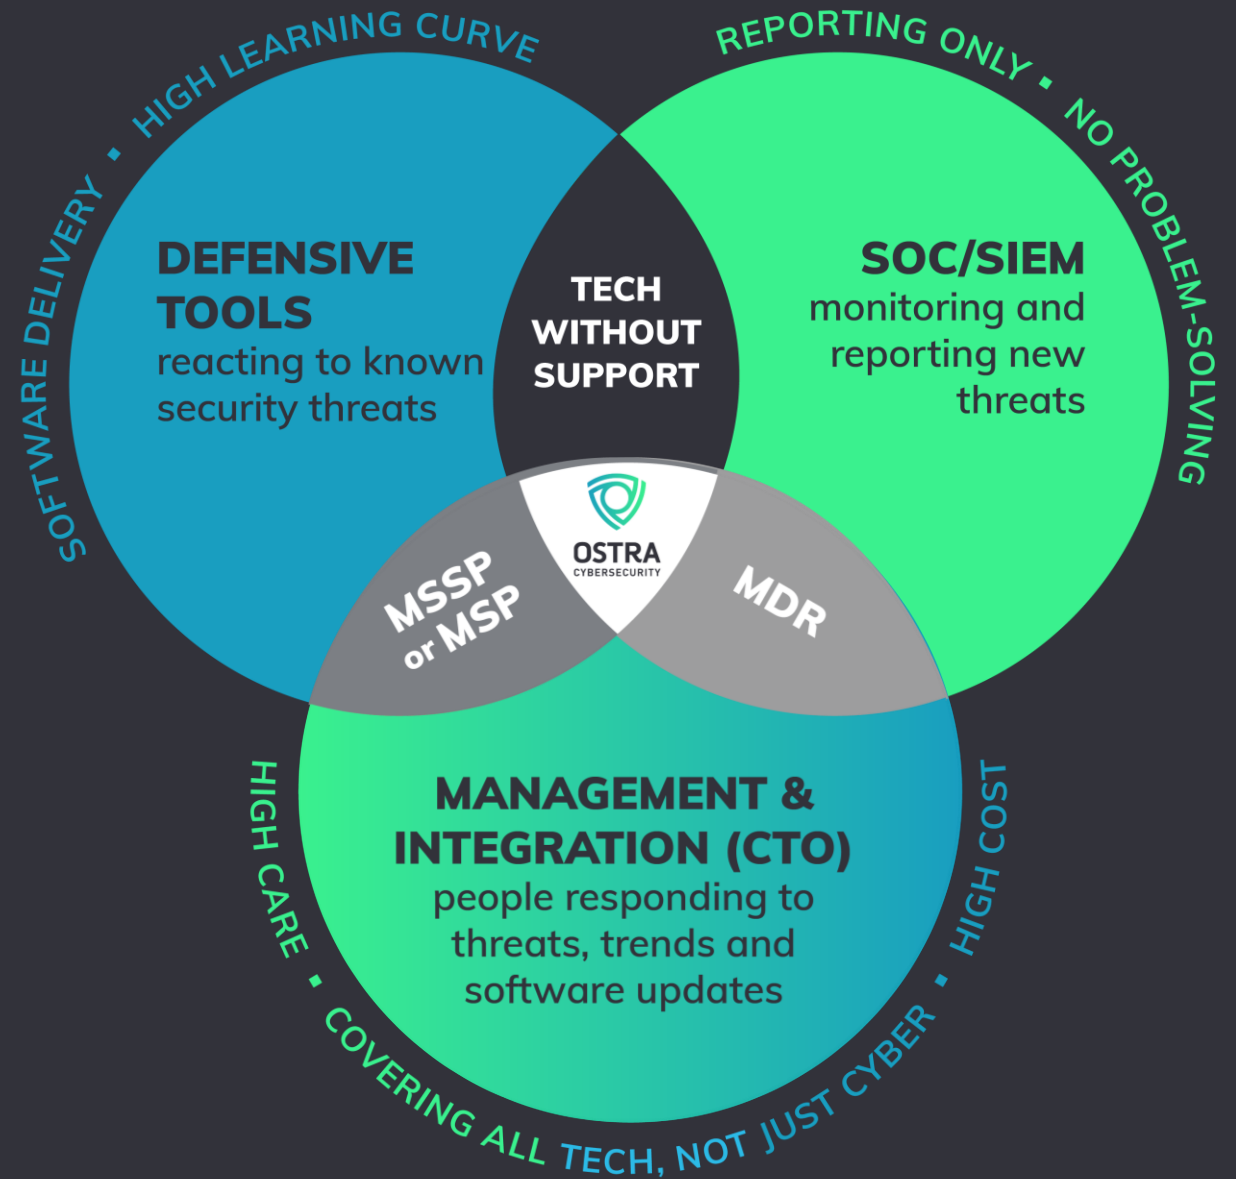 SOFTWARE DELIVERY ▪ HIGH LEARNING CURVE
REPORTING ONLY ▪ NO PROBLEM-SOLVING
DEFENSIVE
TOOLS
reacting to known
security threats
TECH
WITHOUT
SUPPORT
SOC/SIEM
monitoring and
reporting new
threats
MSSP
or MSP
OSTRA
CYBERSECURITY
MDR
MANAGEMENT &
INTEGRATION (CTO)
people responding to
threats, trends and
software updates
HIGH CARE ▪ COVERING ALL TECH, NOT JUST CYBER ▪ HIGH COST